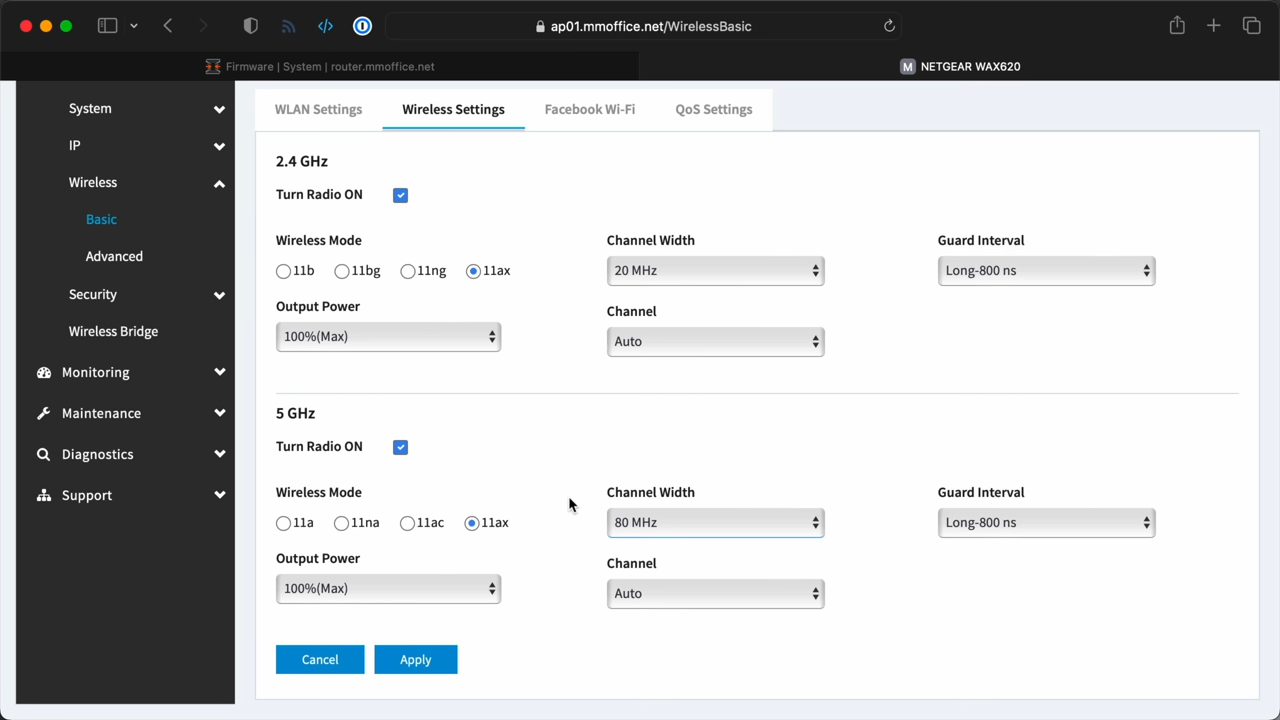 ap01.mmoffice.net/WirelessBasic
Firmware | System | router.mmoffice.net
M NETGEAR WAX620
System
IP
Wireless
Basic
Advanced
Security
Wireless Bridge
Monitoring
Maintenance
Diagnostics
Support
WLAN Settings Wireless Settings Facebook Wi-Fi QoS Settings
2.4 GHz
Turn Radio ON
Wireless Mode Channel Width Guard Interval
11b 11bg 11ng 11ax 20 MHz Long-800 ns
Output Power Channel
100%(Max) Auto
5 GHz
Turn Radio ON
Wireless Mode Channel Width Guard Interval
11a 11na 11ac 11ax 80 MHz Long-800 ns
Output Power Channel
100%(Max) Auto
Cancel Apply